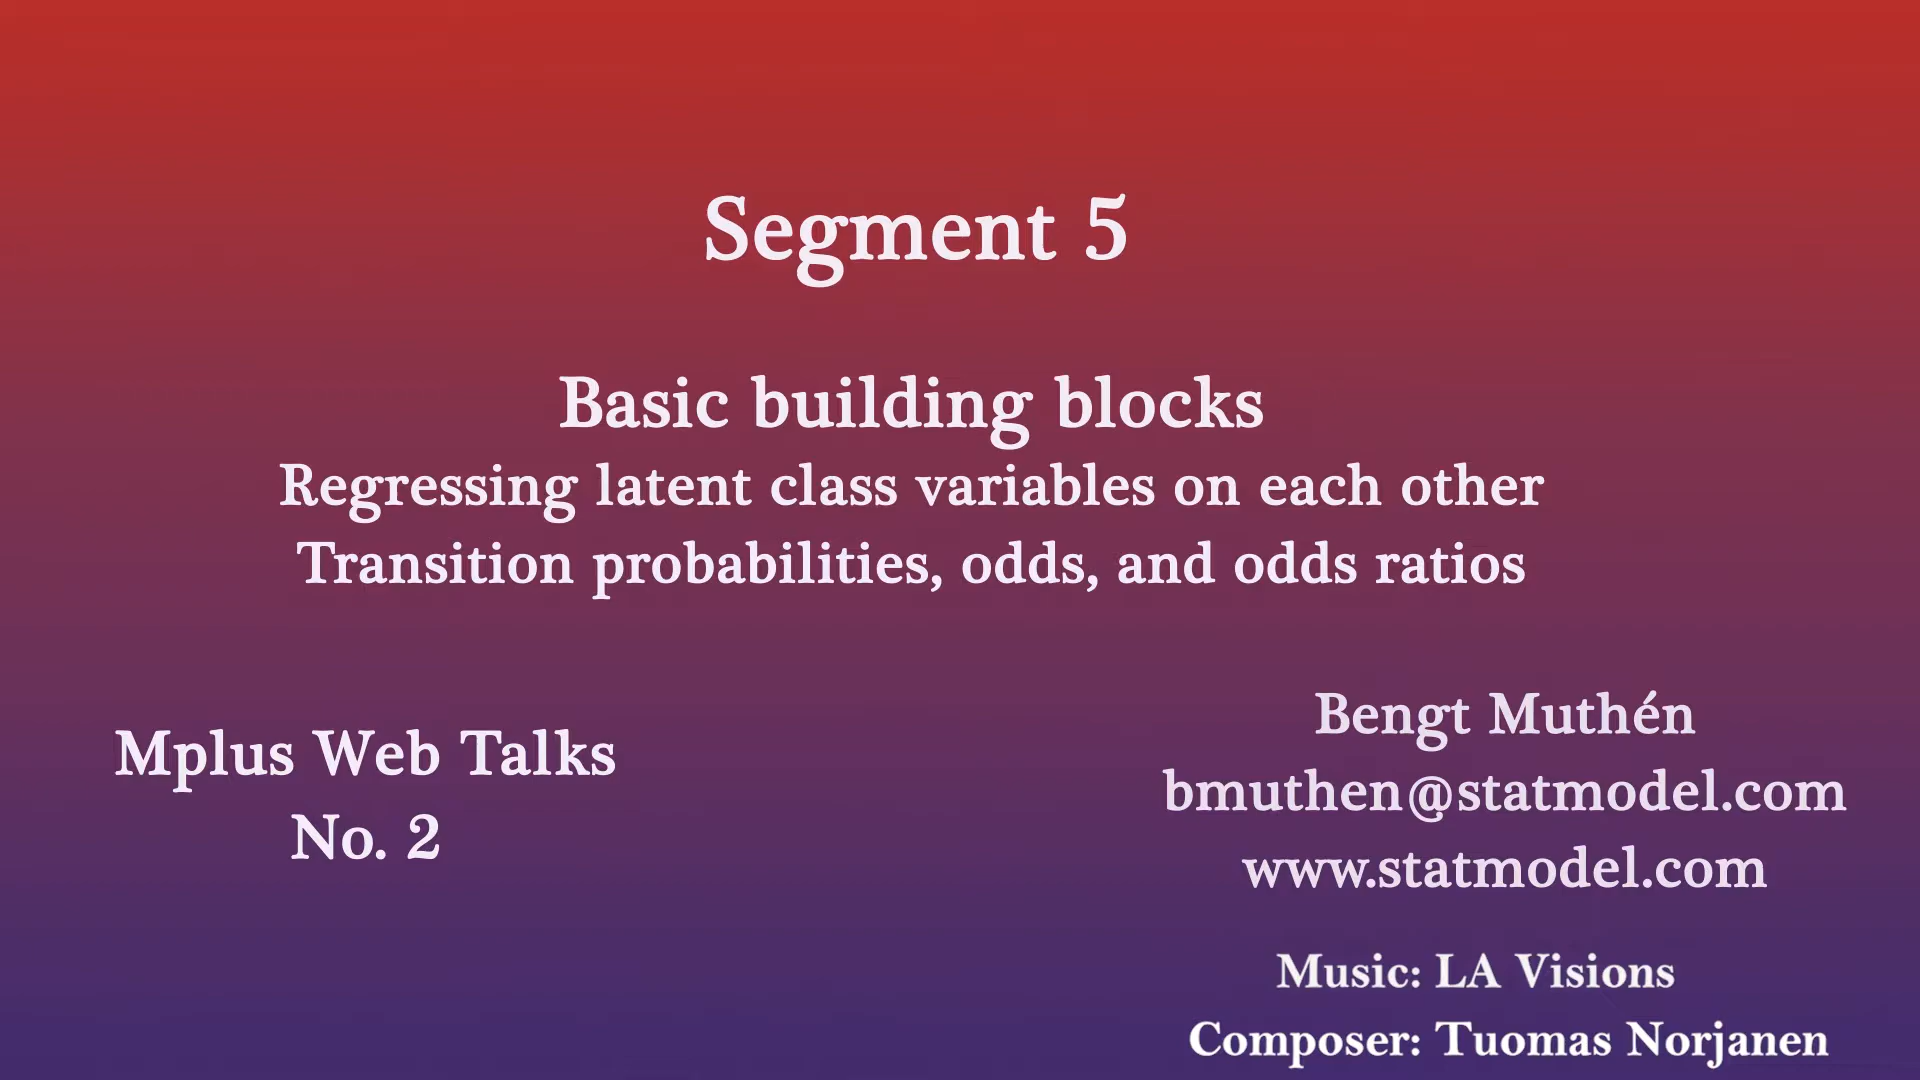 Segment 5
Basic building blocks
Regressing latent class variables on each other
Transition probabilities, odds, and odds ratios
Mplus Web Talks
No. 2
Bengt Muthén
bmuthen@statmodel.com
www.statmodel.com
Music: LA Visions
Composer: Tuomas Norjanen